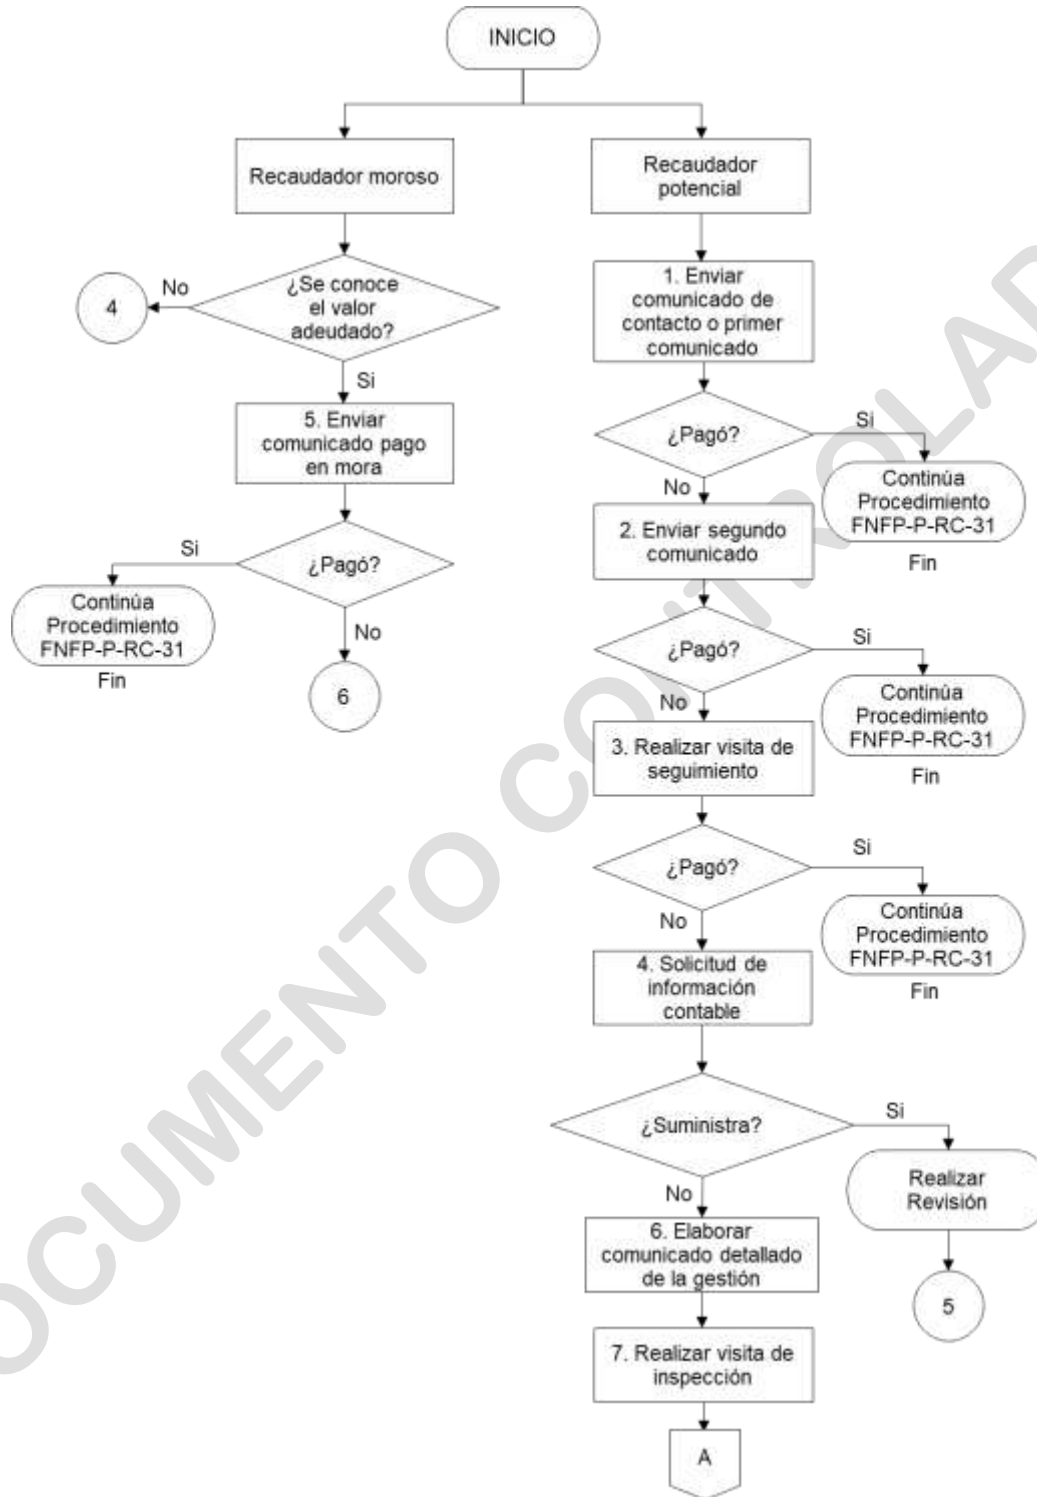 INICIO
Recaudador moroso
Recaudador
potencial
¿Se conoce
el valor
adeudado?
No
4
Si
5. Enviar
comunicado pago
en mora
¿Pagó?
Si
Continúa
Procedimiento
FNFP-P-RC-31
Fin
No
6
1. Enviar
comunicado de
contacto o primer
comunicado
¿Pagó?
Si
Continúa
Procedimiento
FNFP-P-RC-31
Fin
No
2. Enviar segundo
comunicado
¿Pagó?
Si
Continúa
Procedimiento
FNFP-P-RC-31
Fin
No
3. Realizar visita de
seguimiento
¿Pagó?
Si
Continúa
Procedimiento
FNFP-P-RC-31
Fin
No
4. Solicitud de
información
contable
¿Suministra?
Si
Realizar
Revisión
5
No
6. Elaborar
comunicado detallado
de la gestión
7. Realizar visita de
inspección
A
OCUMENTO CONTROLAD